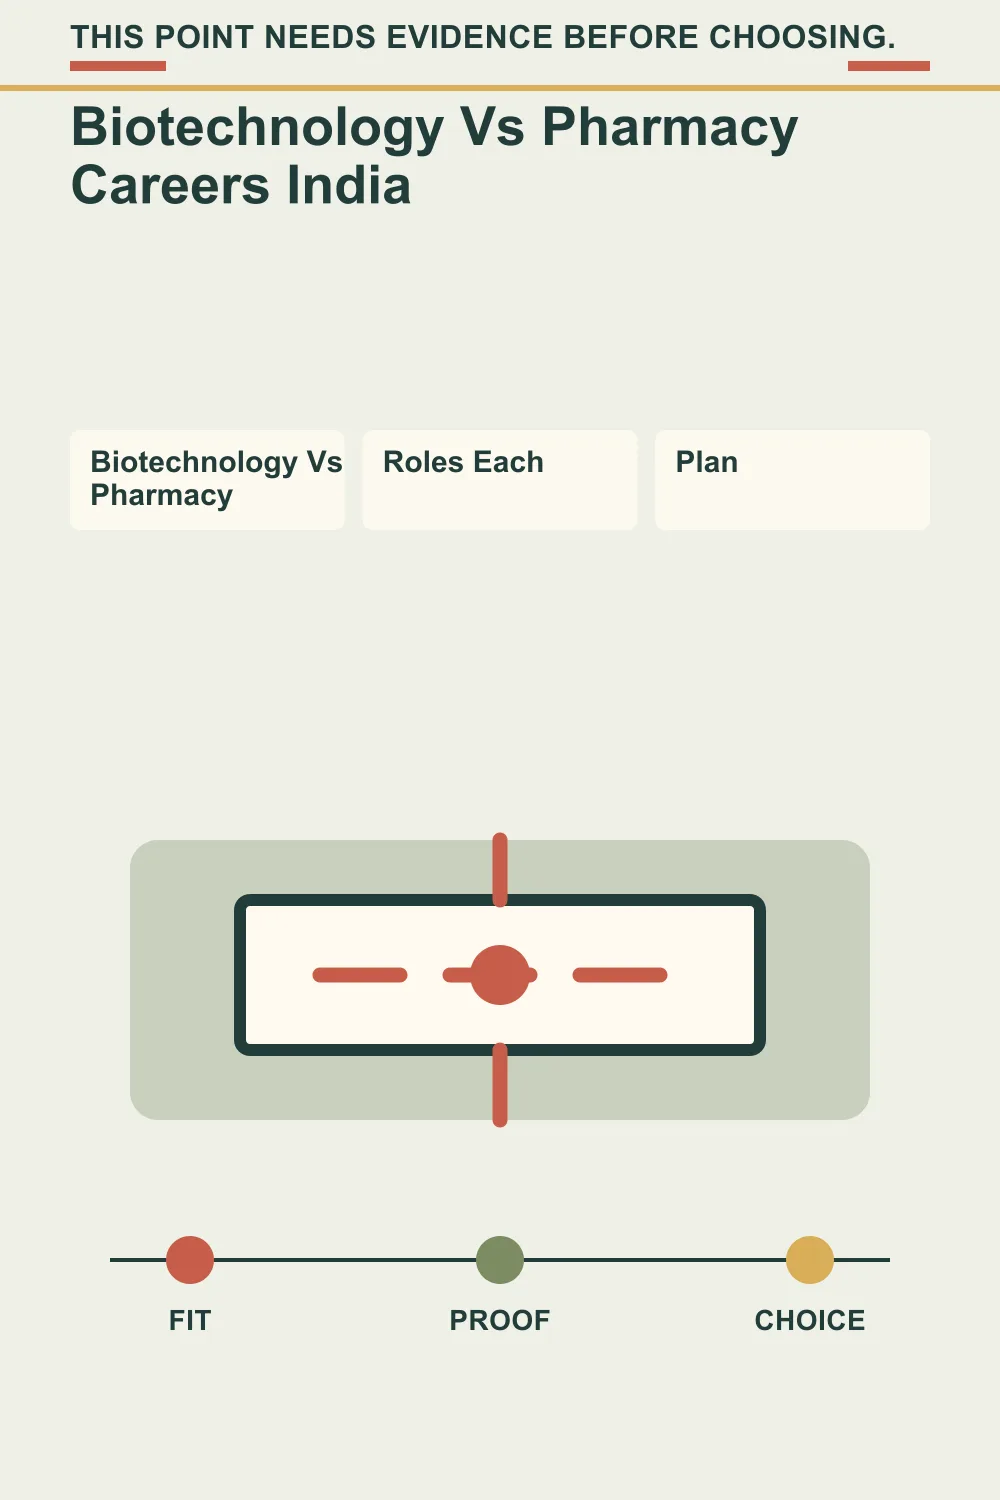 THIS POINT NEEDS EVIDENCE BEFORE CHOOSING.
Biotechnology Vs Pharmacy
Careers India
Biotechnology Vs
Pharmacy
Roles Each
Plan
FIT
PROOF
CHOICE